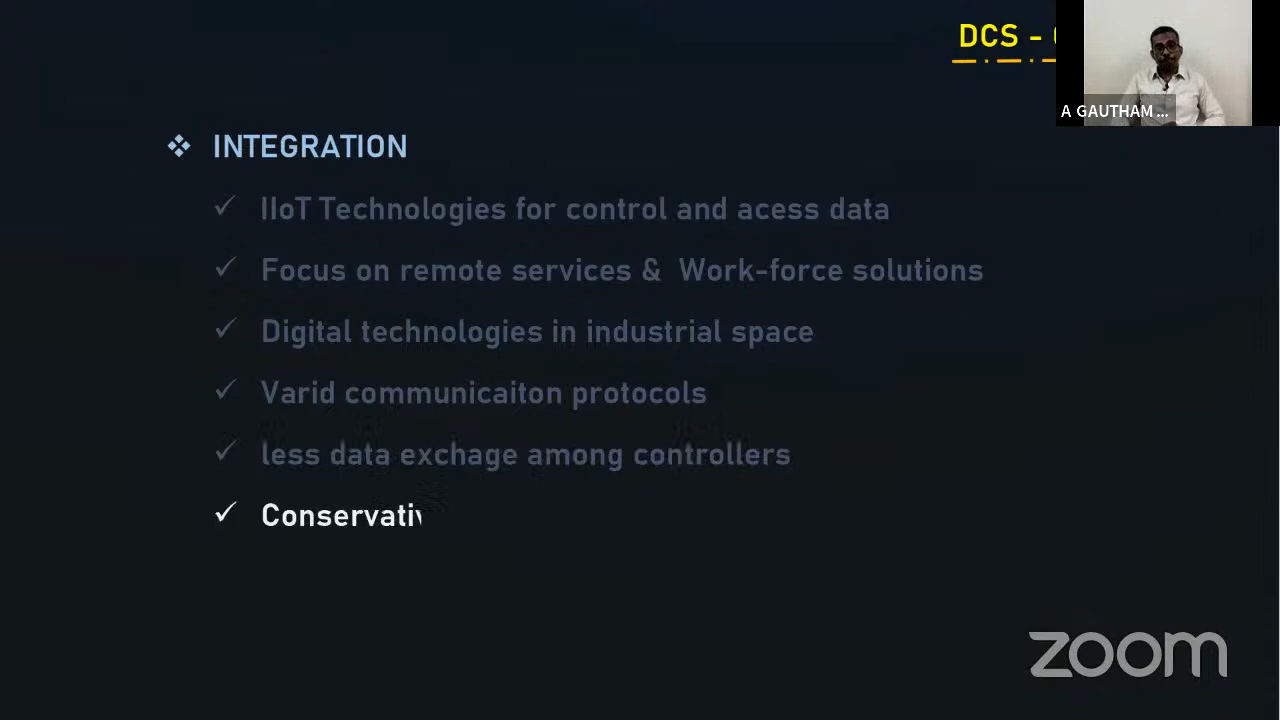 DCS -
A GAUTHAM ...
INTEGRATION
IIoT Technologies for control and acess data
Focus on remote services & Work-force solutions
Digital technologies in industrial space
Varid communicaiton protocols
less data exchage among controllers
Conservativ
zoom